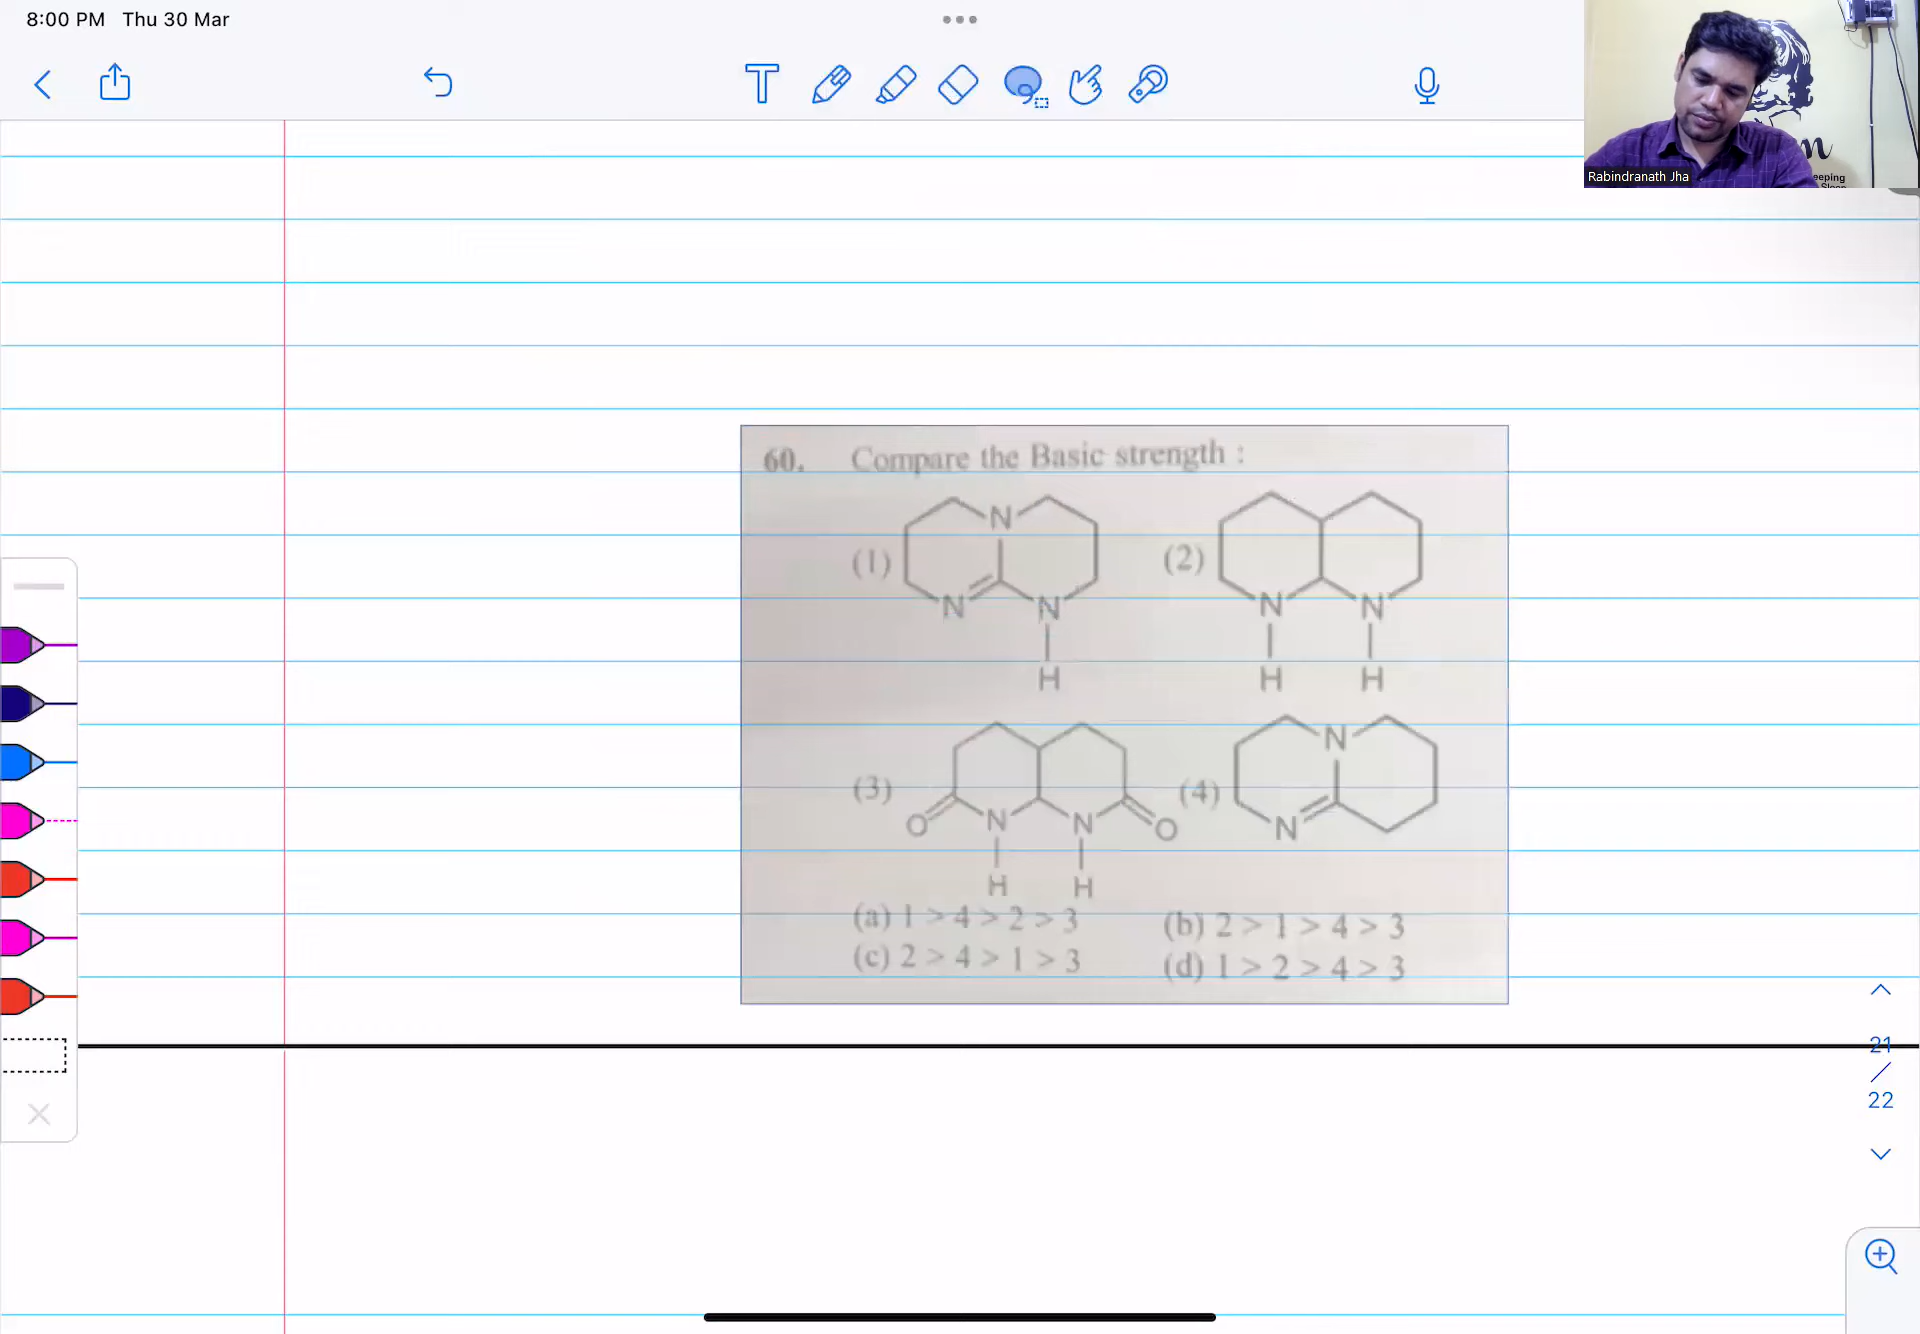 8:00 PM Thu 30 Mar
Rabindranath Jha
eeping
60. Compare the Basic strength :
(1) N N N H
(2) N N H H
(3) O N N O H H
(4) N N
(a) 1 > 4 > 2 > 3
(b) 2 > 1 > 4 > 3
(c) 2 > 4 > 1 > 3
(d) 1 > 2 > 4 > 3
21
/
22